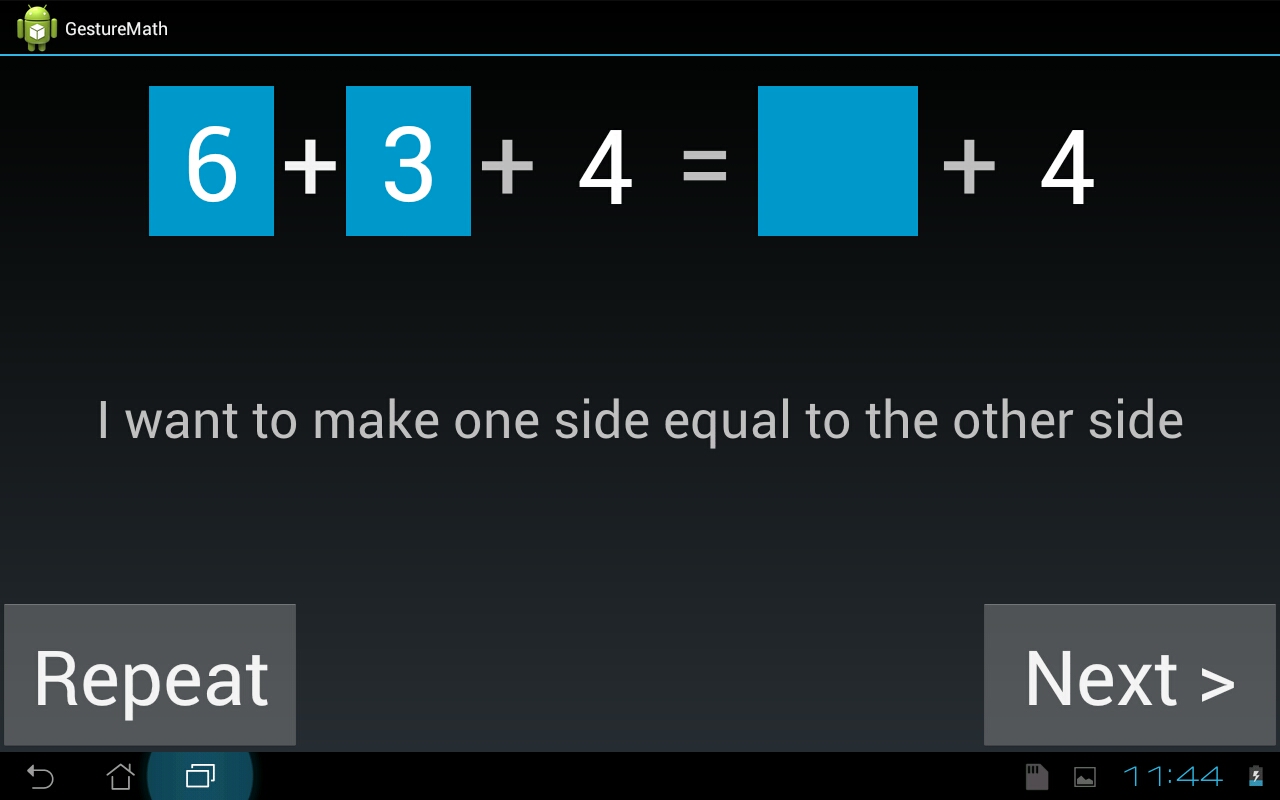 GestureMath
6 + 3 + 4 = + 4
I want to make one side equal to the other side
Repeat
Next >
11:44